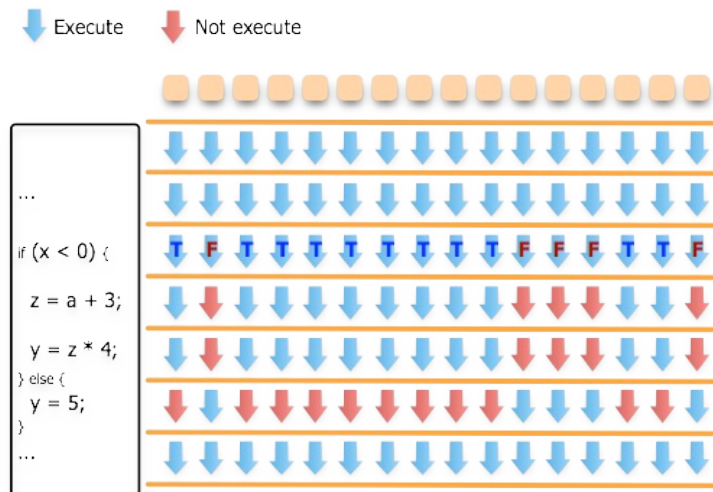 Execute Not execute
...
if (x < 0) {
T F T T T T T T T T F F F T T F
z = a + 3;
y = z * 4;
} else {
y = 5;
}
...